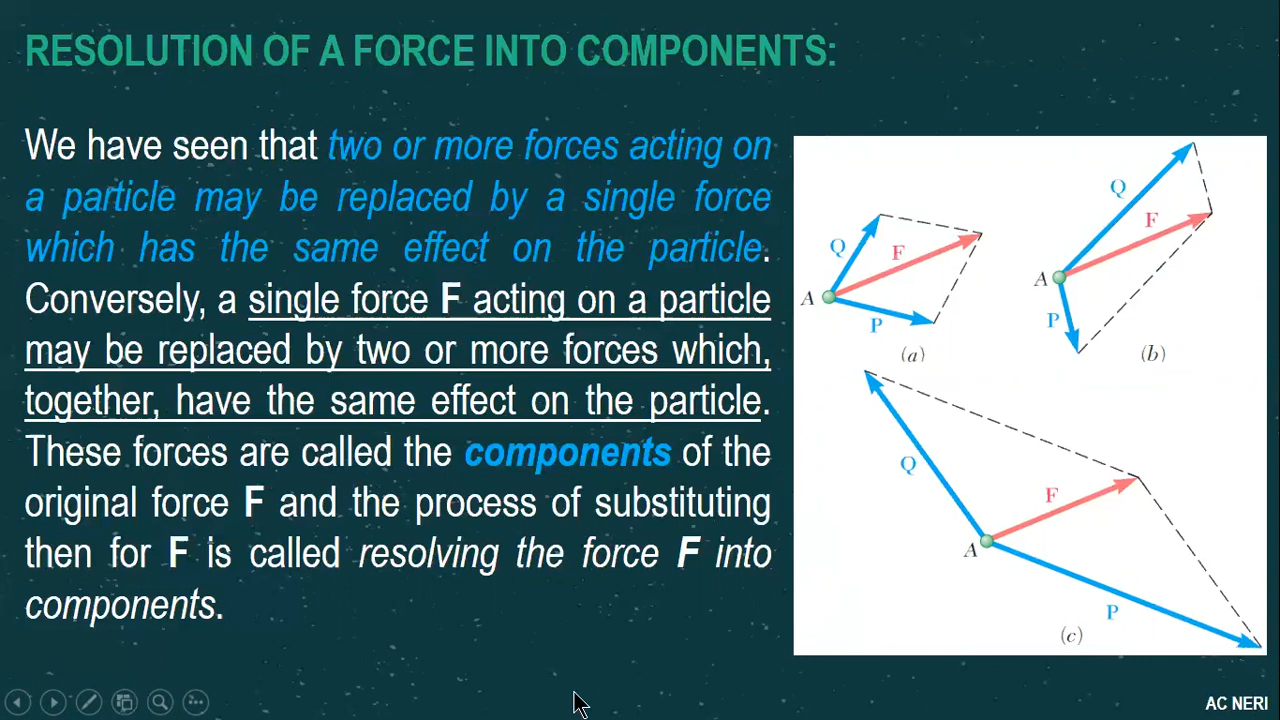 RESOLUTION OF A FORCE INTO COMPONENTS:
We have seen that two or more forces acting on
a particle may be replaced by a single force
which has the same effect on the particle.
Conversely, a single force F acting on a particle
may be replaced by two or more forces which,
together, have the same effect on the particle.
These forces are called the components of the
original force F and the process of substituting
then for F is called resolving the force F into
components.
Q
F
A
P
(a)
Q
F
A
P
(b)
Q
F
A
P
(c)
AC NERI